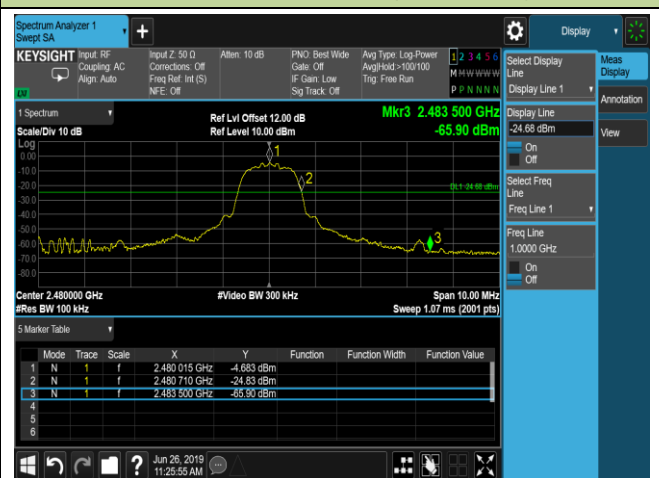 Spectrum Analyzer 1
Swept SA
+
Display
KEYSIGHT
Input: RF
Coupling: AC
Align: Auto
Input Z: 50 Ω
Corrections: Off
Freq Ref: Int (S)
NFE: Off
Atten: 10 dB
PNO: Best Wide
Gate: Off
IF Gain: Low
Sig Track: Off
Avg Type: Log-Power
Avg|Hold:>100/100
Trig: Free Run
1 2 3 4 5 6
M M W W W W
P P N N N N
LXI
1 Spectrum
Scale/Div 10 dB
Ref Lvl Offset 12.00 dB
Ref Level 10.00 dBm
Mkr3 2.483 500 GHz
-65.90 dBm
Log
0.00
-10.0
-20.0
-30.0
-40.0
-50.0
-60.0
-70.0
-80.0
1
2
3
DL1 -24.68 dBm
Center 2.480000 GHz
#Res BW 100 kHz
#Video BW 300 kHz
Span 10.00 MHz
Sweep 1.07 ms (2001 pts)
5 Marker Table
Mode Trace Scale X Y Function Function Width Function Value
1 N 1 f 2.480 015 GHz -4.683 dBm
2 N 1 f 2.480 710 GHz -24.83 dBm
3 N 1 f 2.483 500 GHz -65.90 dBm
4
5
6
Select Display
Line
Display Line 1
Display Line
-24.68 dBm
On
Off
Select Freq
Line
Freq Line 1
Freq Line
1.0000 GHz
On
Off
Meas
Display
Annotation
View
?
Jun 26, 2019
11:25:55 AM